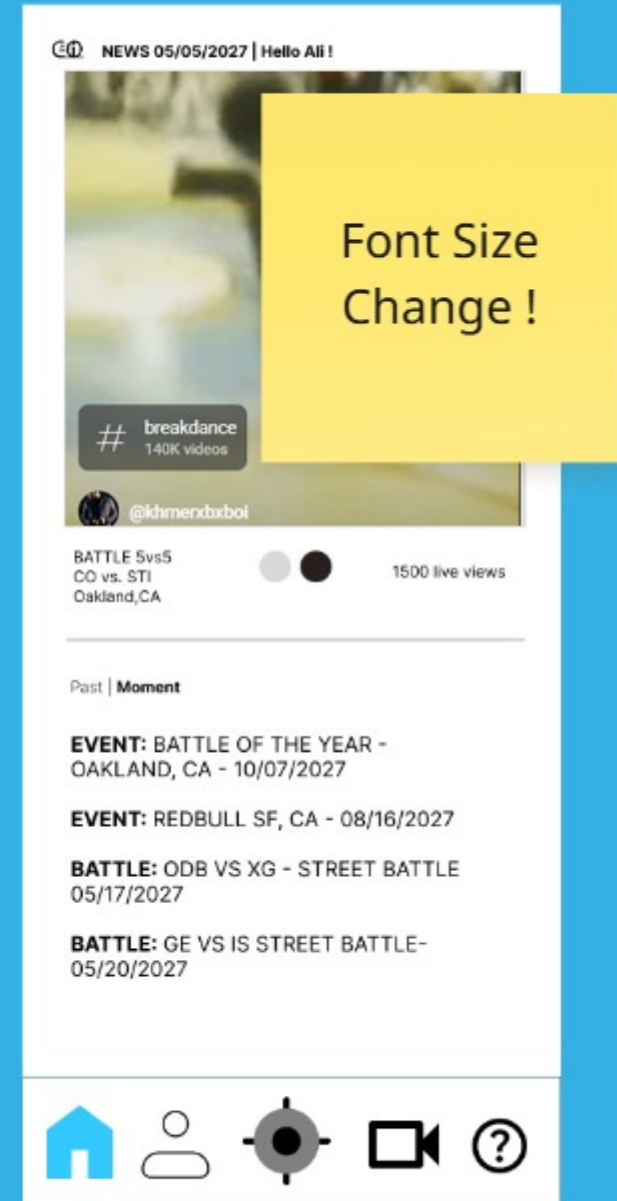 NEWS 05/05/2027 | Hello Ali !
Font Size
Change !
# breakdance
140K videos
@khmerxbxboi
BATTLE 5vs5
CO vs. STI
Oakland,CA
1500 live views
Past | Moment
EVENT: BATTLE OF THE YEAR -
OAKLAND, CA - 10/07/2027
EVENT: REDBULL SF, CA - 08/16/2027
BATTLE: ODB VS XG - STREET BATTLE
05/17/2027
BATTLE: GE VS IS STREET BATTLE-
05/20/2027
?